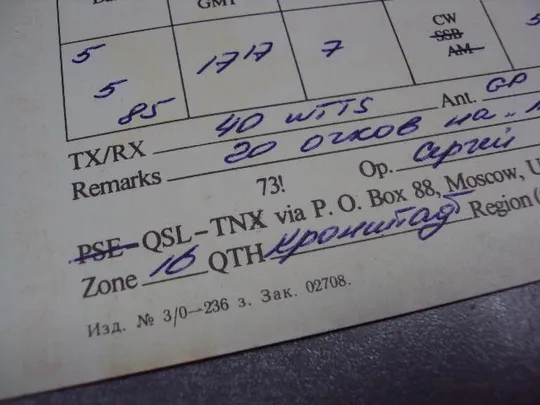 GMT
5 5 85 1717 7 CW SSB AM 5
TX/RX 40 WTTS Ant. GP
Remarks 20 очков на
73! Op. Сергей
PSE-QSL-TNX via P. O. Box 88, Moscow, U
Zone 16 QTH Кронштадт Region (
Изд. № 3/0—236 з. Зак. 02708.